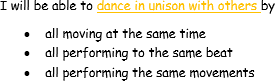 I will be able to dance in unison with others by
• all moving at the same time
• all performing to the same beat
• all performing the same movements